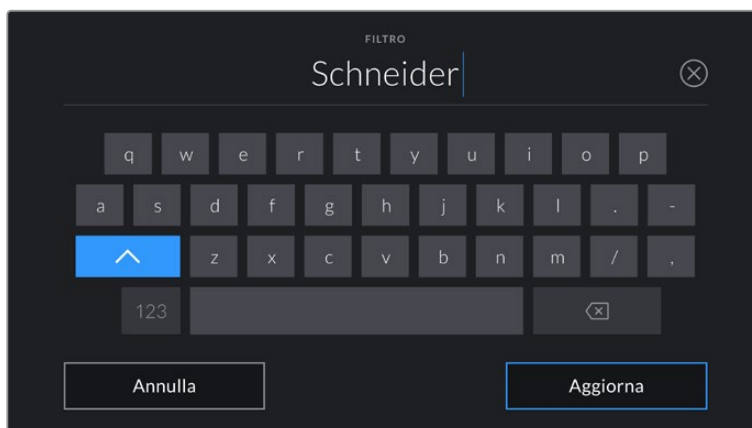 FILTRO
Schneider
q w e r t y u i o p
a s d f g h j k l . -
z x c v b n m / ,
123
Annulla Aggiorna